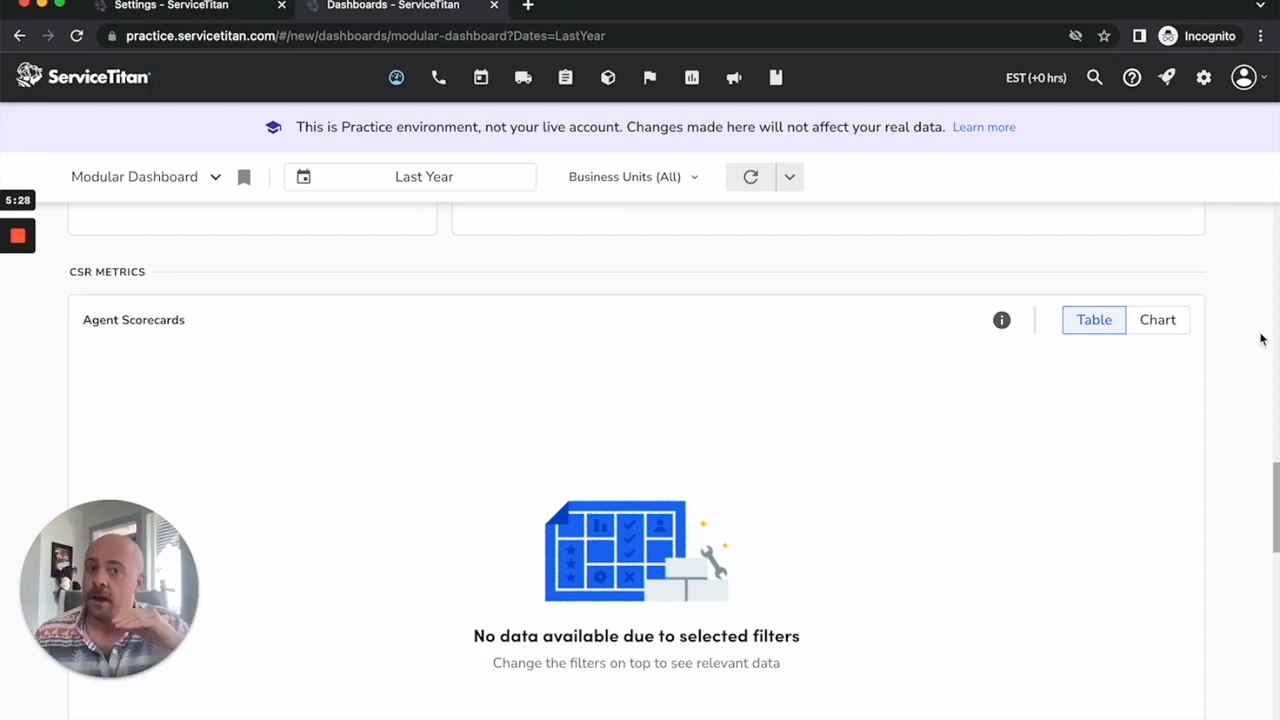 Settings - ServiceTitan
Dashboards - ServiceTitan
practice.servicetitan.com/#/new/dashboards/modular-dashboard?Dates=LastYear
Incognito
ServiceTitan
EST (+0 hrs)
This is Practice environment, not your live account. Changes made here will not affect your real data. Learn more
Modular Dashboard
Last Year
Business Units (All)
5:28
CSR METRICS
Agent Scorecards
Table
Chart
No data available due to selected filters
Change the filters on top to see relevant data